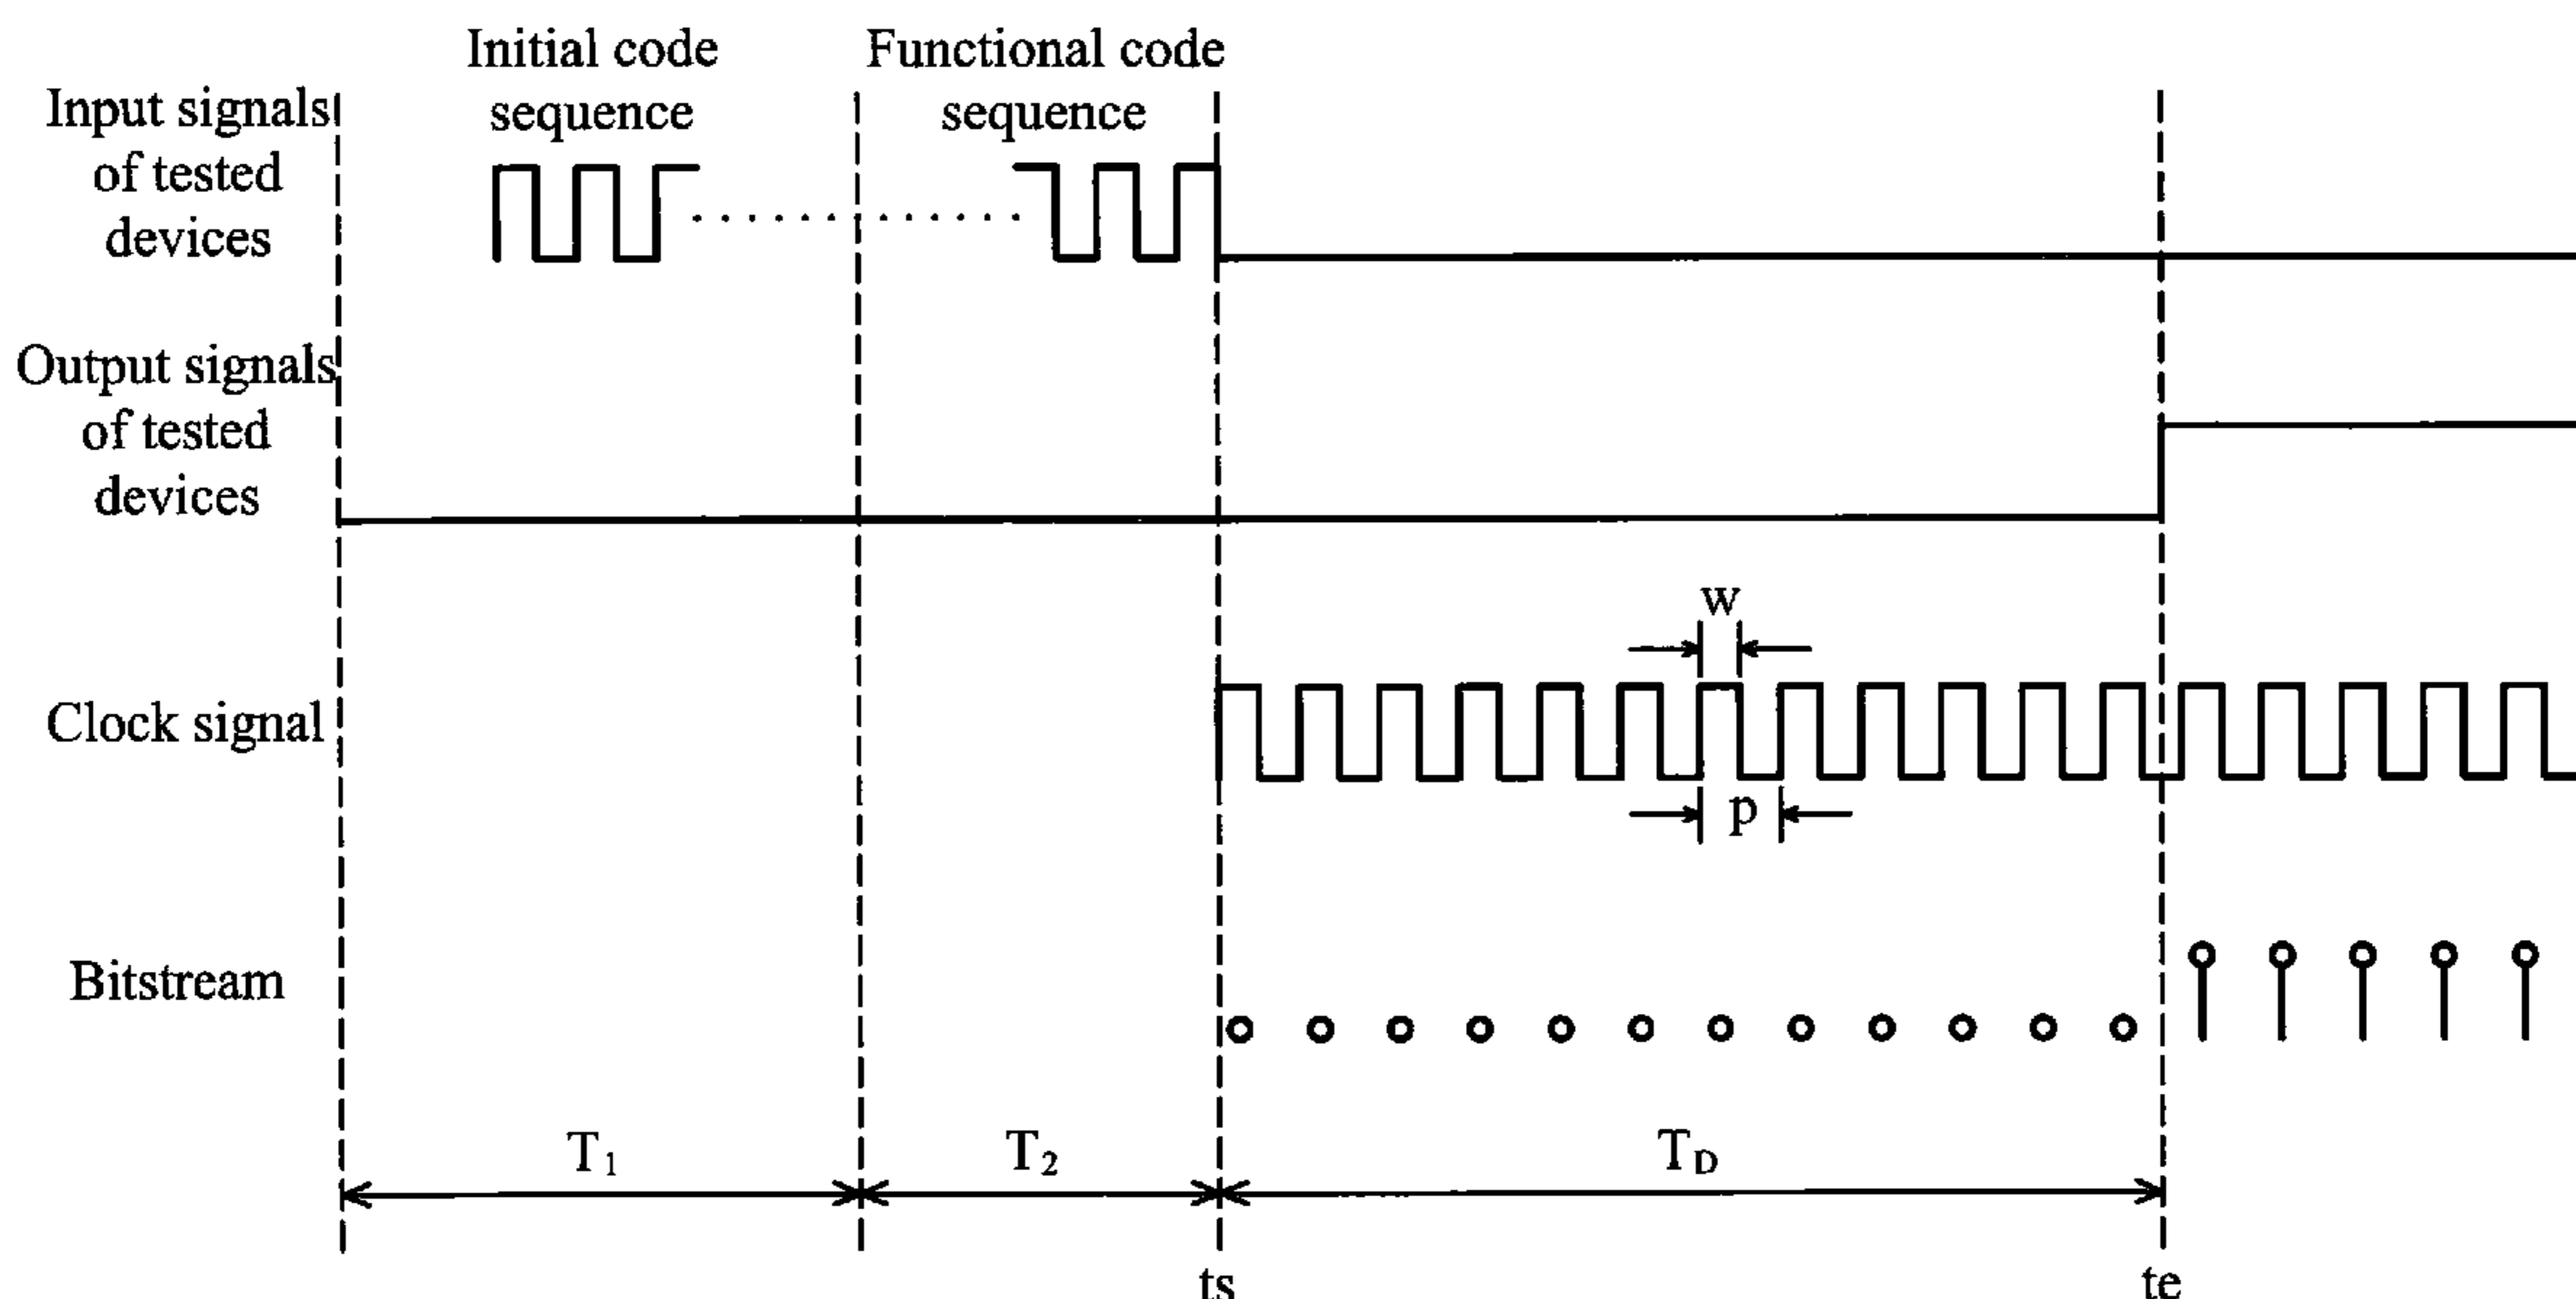 Initial code
sequence
Functional code
sequence
Input signals
of tested
devices
Output signals
of tested
devices
w
Clock signal
p
Bitstream
T₁
T₂
T_D
ts
te